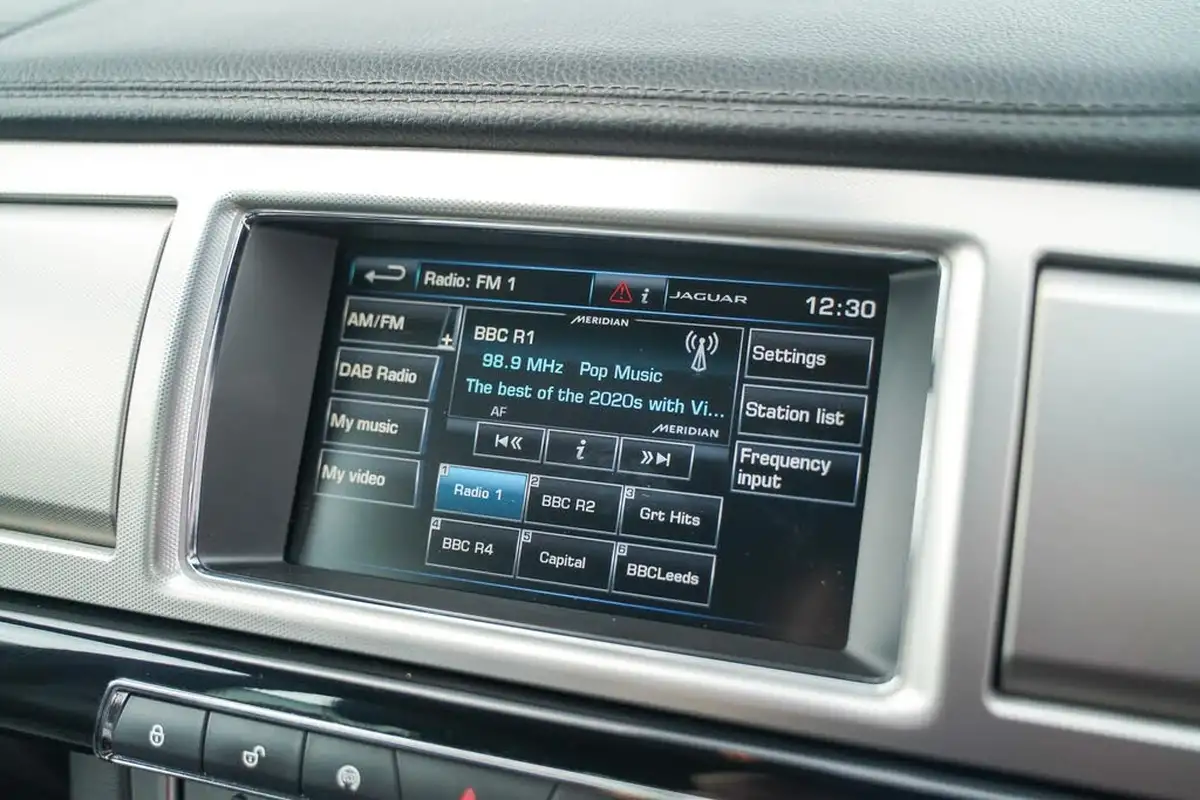 Radio: FM 1
i
JAGUAR
12:30
AM/FM
+
DAB Radio
My music
My video
MERIDIAN
BBC R1
98.9 MHz Pop Music
The best of the 2020s with Vi...
AF
MERIDIAN
i
Settings
Station list
Frequency
input
1
Radio 1
2
BBC R2
3
Grt Hits
4
BBC R4
5
Capital
6
BBCLeeds